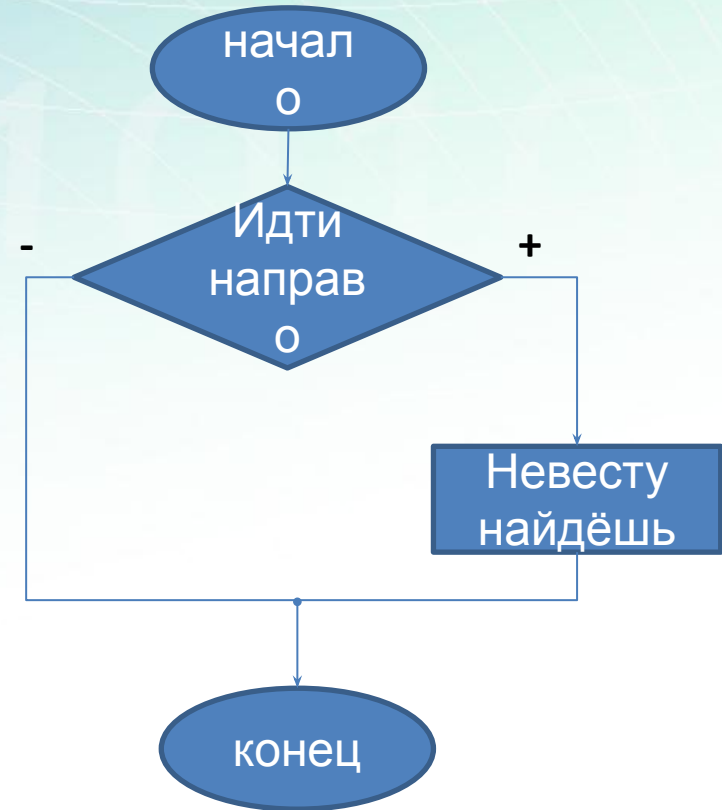 начал
о
Идти
направ
о
-
+
Невесту
найдёшь
конец